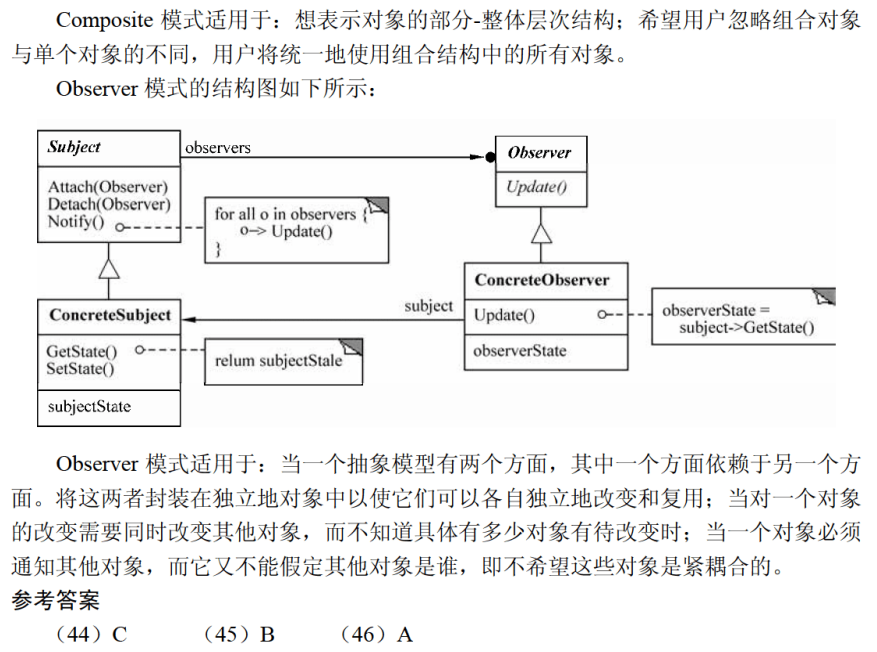 Composite 模式适用于：想表示对象的部分-整体层次结构；希望用户忽略组合对象
与单个对象的不同，用户将统一地使用组合结构中的所有对象。
Observer 模式的结构图如下所示：
Subject
observers
Observer
Attach(Observer)
Detach(Observer)
Notify()
Update()
for all o in observers {
o–> Update()
}
ConcreteSubject
subject
ConcreteObserver
GetState()
SetState()
relum subjectStale
Update()
observerState =
subject->GetState()
observerState
subjectState
Observer 模式适用于：当一个抽象模型有两个方面，其中一个方面依赖于另一个方
面。将这两者封装在独立地对象中以使它们可以各自独立地改变和复用；当对一个对象
的改变需要同时改变其他对象，而不知道具体有多少对象有待改变时；当一个对象必须
通知其他对象，而它又不能假定其他对象是谁，即不希望这些对象是紧耦合的。
参考答案
（44）C （45）B （46）A